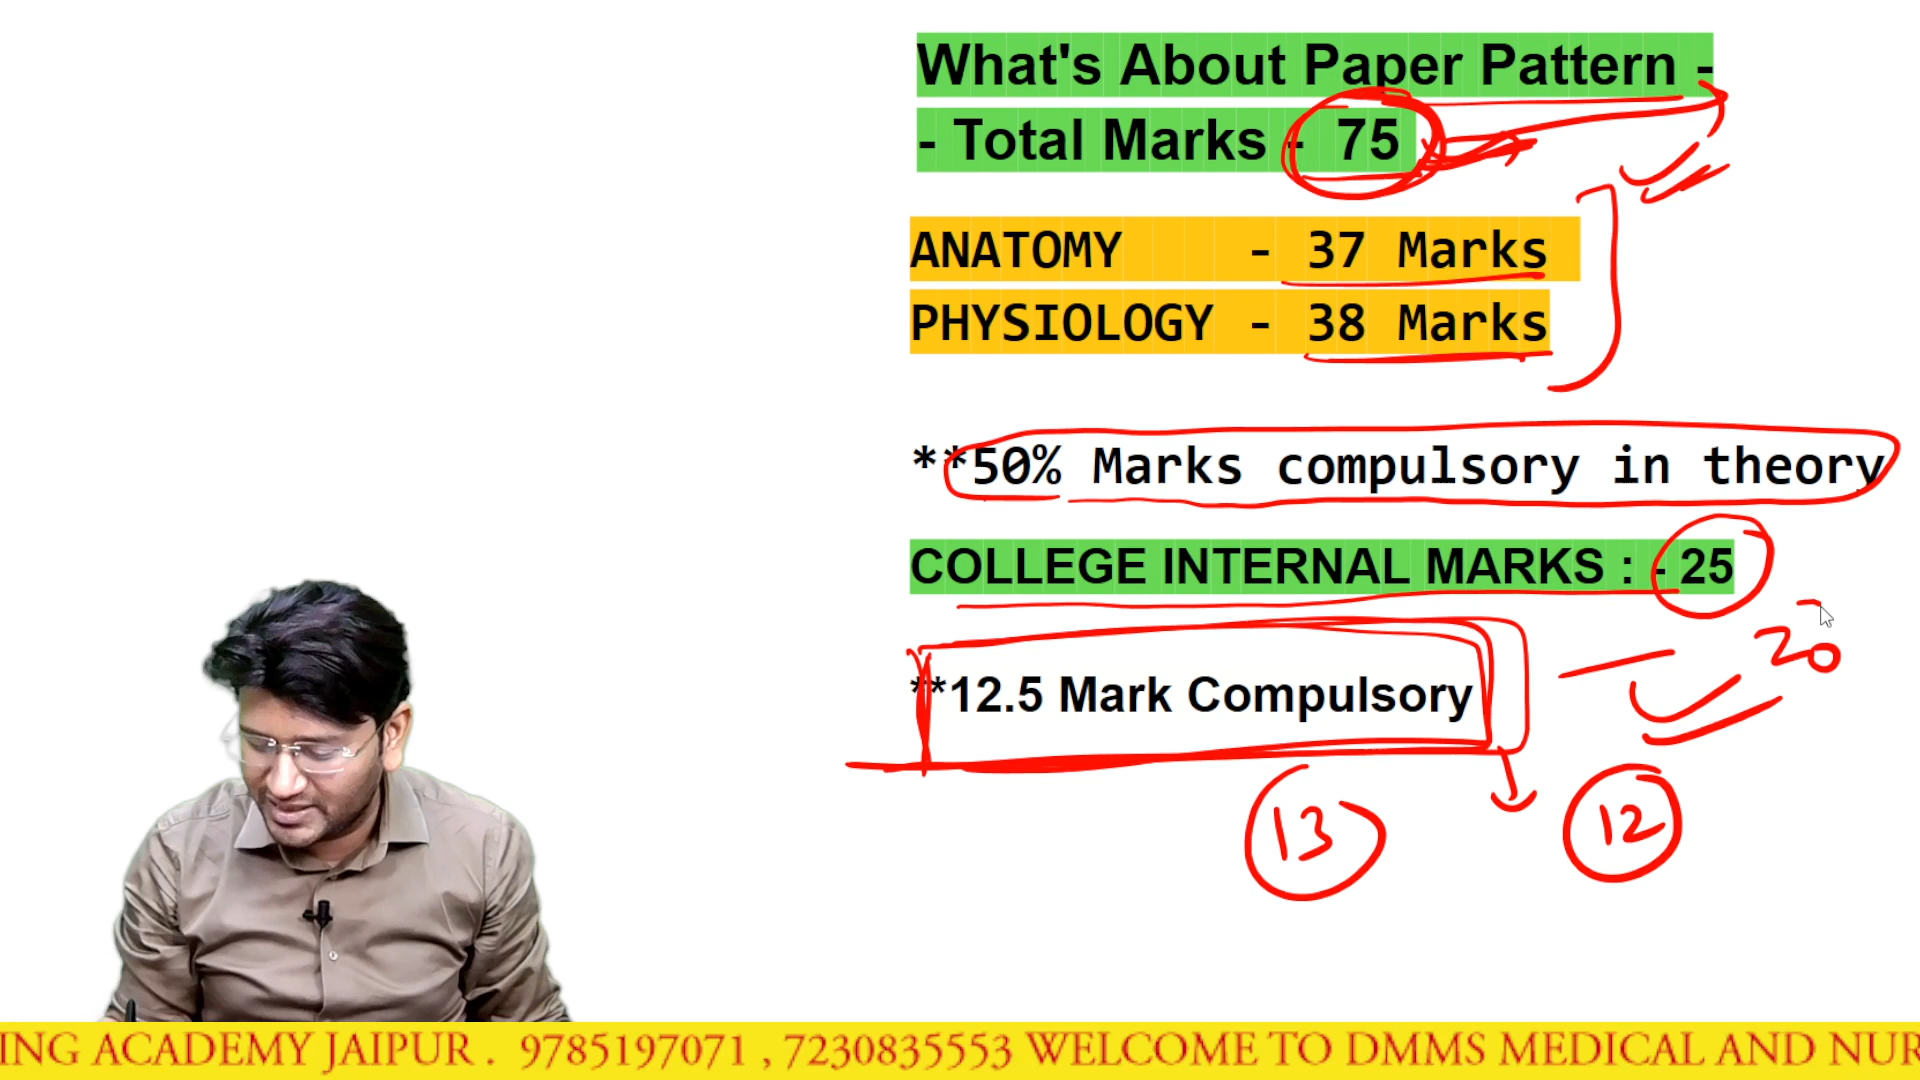 What's About Paper Pattern -
- Total Marks - 75
ANATOMY - 37 Marks
PHYSIOLOGY - 38 Marks
**50% Marks compulsory in theory
COLLEGE INTERNAL MARKS : - 25
20
**12.5 Mark Compulsory
13 12
ING ACADEMY JAIPUR . 9785197071 , 7230835553 WELCOME TO DMMS MEDICAL AND NUR